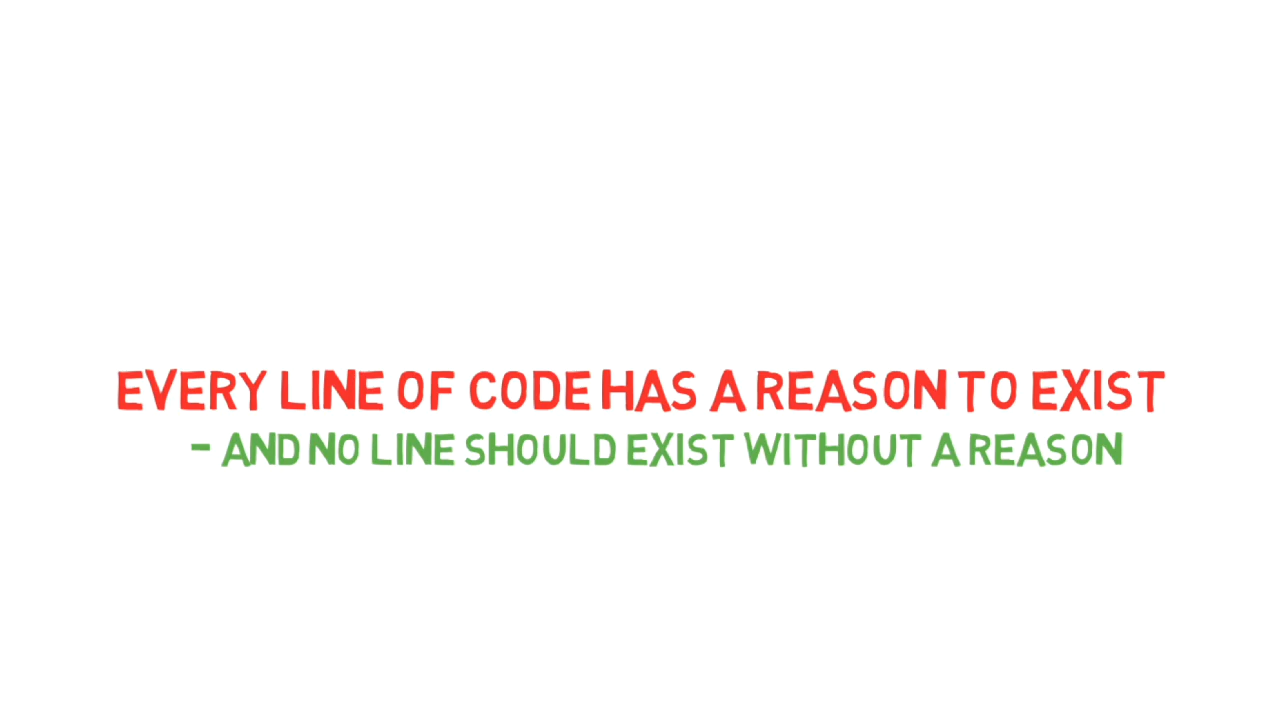 EVERY LINE OF CODE HAS A REASON TO EXIST
- AND NO LINE SHOULD EXIST WITHOUT A REASON